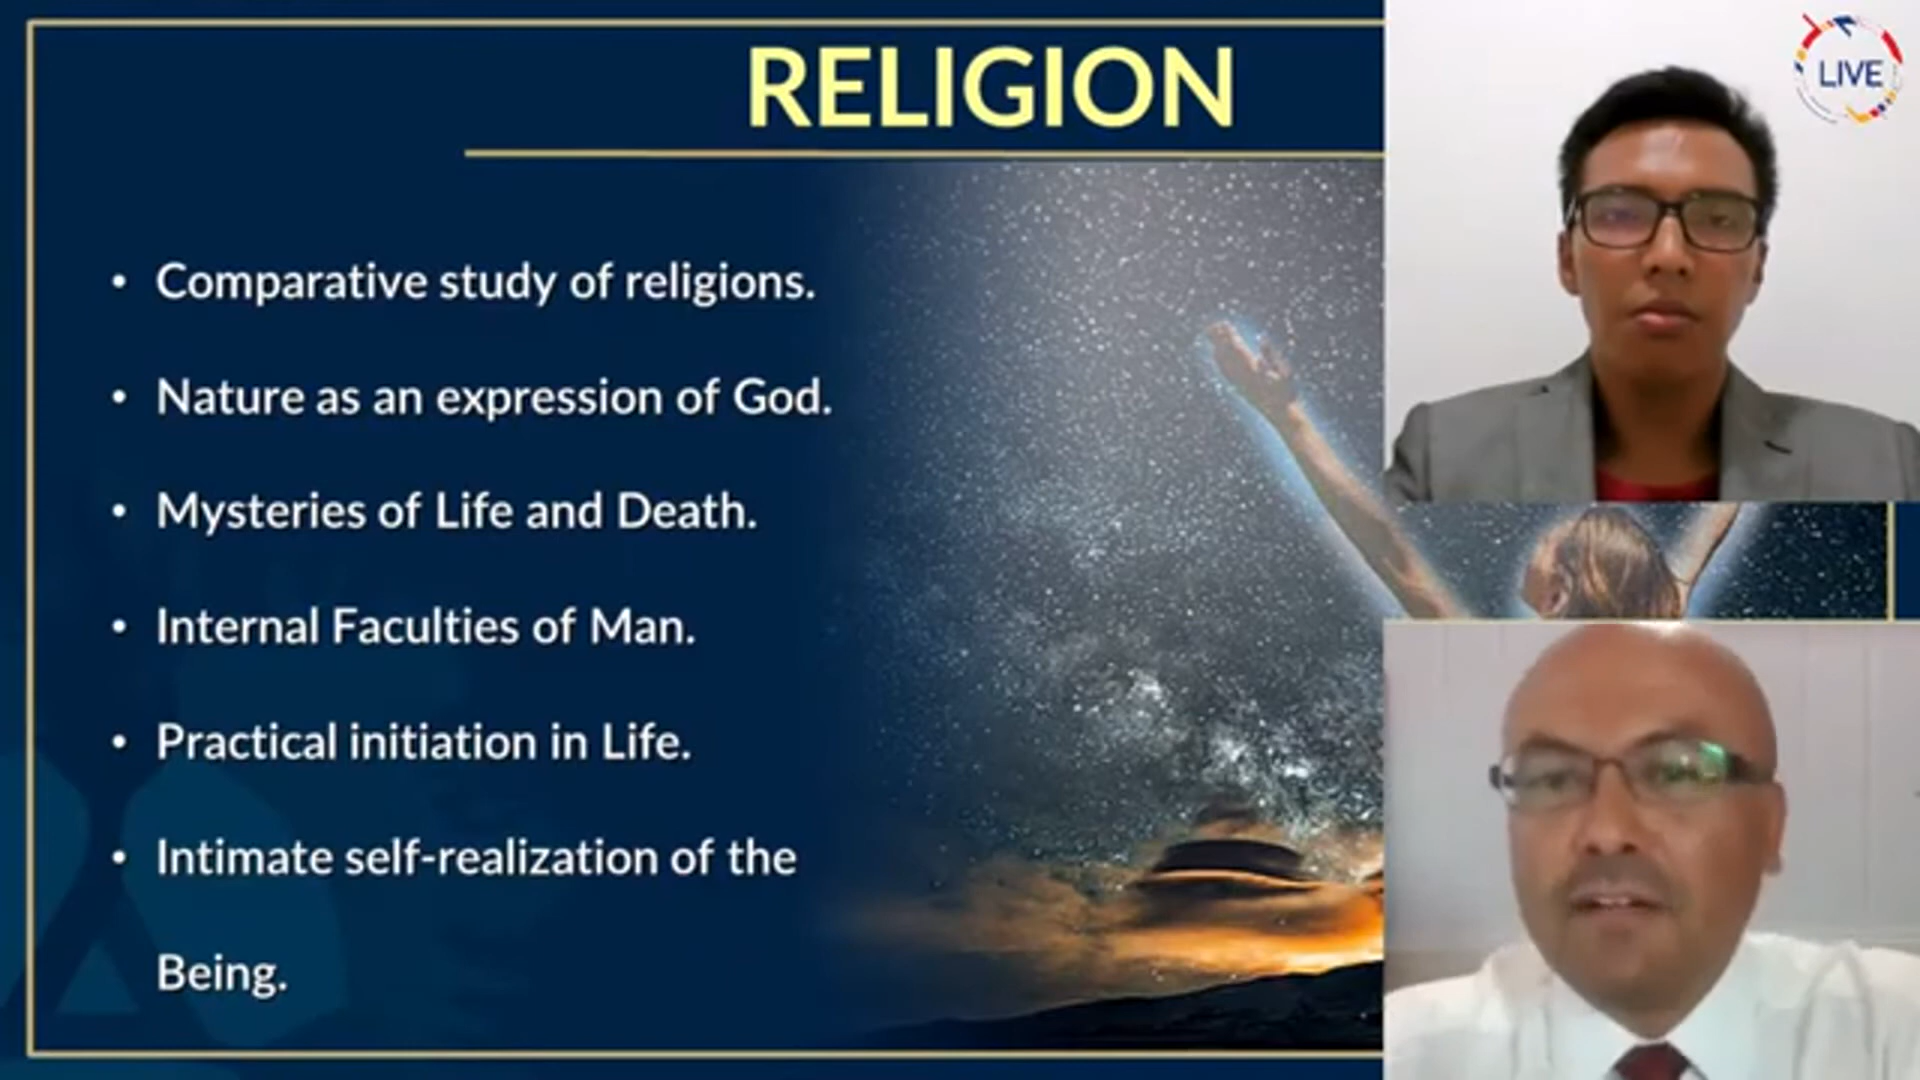 RELIGION
LIVE
• Comparative study of religions.
• Nature as an expression of God.
• Mysteries of Life and Death.
• Internal Faculties of Man.
• Practical initiation in Life.
• Intimate self-realization of the
Being.